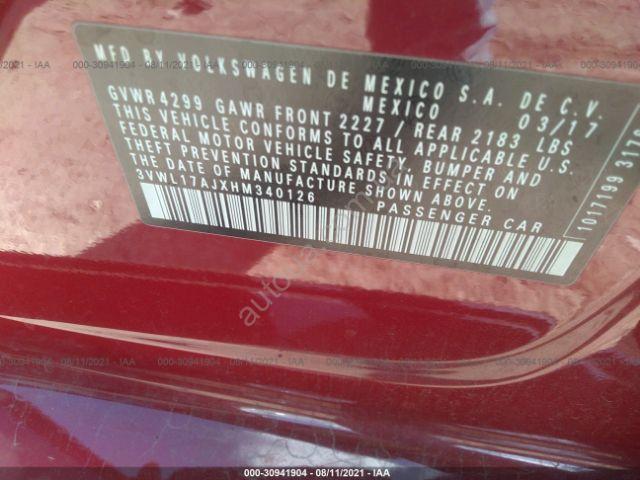 MFD BY VOLKSWAGEN DE MEXICO S.A. DE C.V.
MEXICO 03/17
GVWR 4299 GAWR FRONT 2227 / REAR 2183 LBS
THIS VEHICLE CONFORMS TO ALL APPLICABLE U.S.
FEDERAL MOTOR VEHICLE SAFETY, BUMPER AND
THEFT PREVENTION STANDARDS IN EFFECT ON
THE DATE OF MANUFACTURE SHOWN ABOVE.
3VWL17AJXHM340126 PASSENGER CAR
1017199 317
000-30941904 - 08/11/2021 - IAA